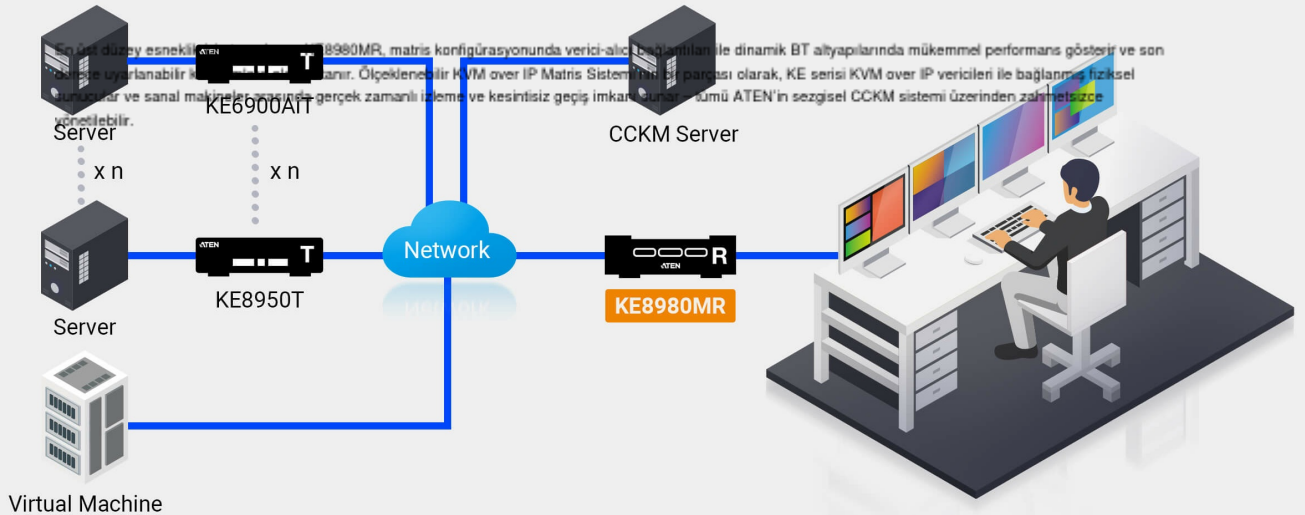 En üst düzey esneklik KE8980MR, matris konfigürasyonunda verici-alıcı bağlantıları ile dinamik BT altyapılarında mükemmel performans gösterir ve son
derece uyarlanabilir tanır. Ölçeklenebilir KVM over IP Matris Sistemi'nin bir parçası olarak, KE serisi KVM over IP vericileri ile bağlanmış fiziksel
sunucular ve sanal makineler arasında gerçek zamanlı izleme ve kesintisiz geçiş imkanı sunar – tümü ATEN'in sezgisel CCKM sistemi üzerinden zahmetsizce
yönetilebilir.
ATEN T
KE6900AiT
Server
CCKM Server
x n
x n
ATEN T
Network
ATEN R
KE8950T
KE8980MR
Server
Virtual Machine